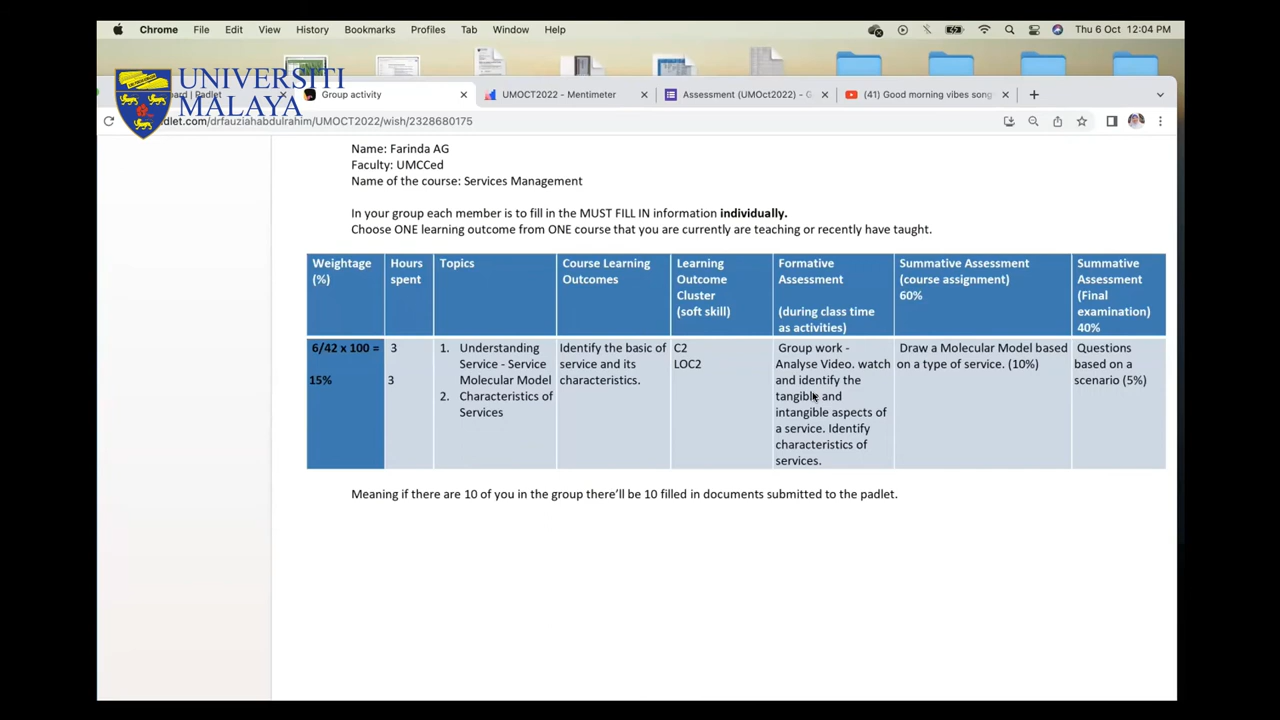 Chrome File Edit View History Bookmarks Profiles Tab Window Help Thu 6 Oct 12:04 PM
UNIVERSITI
MALAYA
Padlet Group activity UMOCT2022 - Mentimeter Assessment (UMOct2022) - G (41) Good morning vibes song
padlet.com/drfauziahabdulrahim/UMOCT2022/wish/2328680175
Name: Farinda AG
Faculty: UMCCed
Name of the course: Services Management
In your group each member is to fill in the MUST FILL IN information individually.
Choose ONE learning outcome from ONE course that you are currently are teaching or recently have taught.
Weightage
(%)
Hours
spent
Topics
Course Learning
Outcomes
Learning
Outcome
Cluster
(soft skill)
Formative
Assessment
(during class time
as activities)
Summative Assessment
(course assignment)
60%
Summative
Assessment
(Final
examination)
40%
6/42 x 100 =
15%
3
3
1. Understanding
Service - Service
Molecular Model
2. Characteristics of
Services
Identify the basic of
service and its
characteristics.
C2
LOC2
Group work -
Analyse Video. watch
and identify the
tangible and
intangible aspects of
a service. Identify
characteristics of
services.
Draw a Molecular Model based
on a type of service. (10%)
Questions
based on a
scenario (5%)
Meaning if there are 10 of you in the group there'll be 10 filled in documents submitted to the padlet.